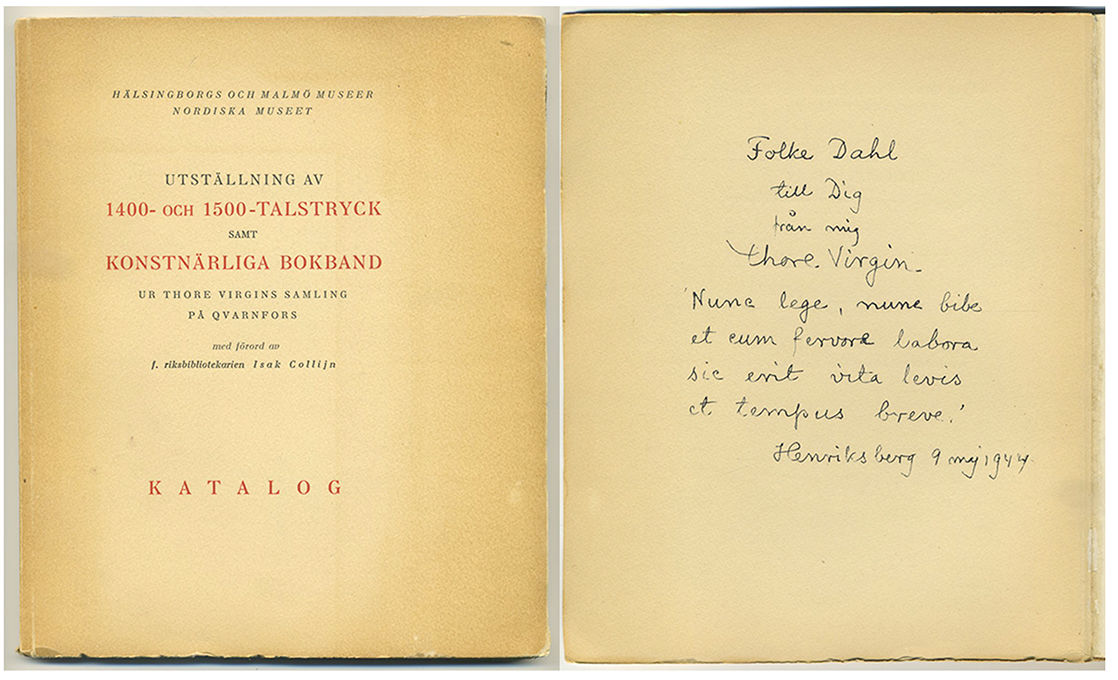 HÄLSINGBORGS OCH MALMÖ MUSEER
NORDISKA MUSEET
UTSTÄLLNING AV
1400- OCH 1500-TALSTRYCK
SAMT
KONSTNÄRLIGA BOKBAND
UR THORE VIRGINS SAMLING
PÅ QVARNFORS
med förord av
f. riksbibliotekarien Isak Collijn
KATALOG
Folke Dahl
till Dig
från mig
Thore Virgin.
'Nunc lege, nunc bibe
et cum fervore labora
sic erit vita levis
et tempus breve.'
Henriksberg 9 maj 1944.